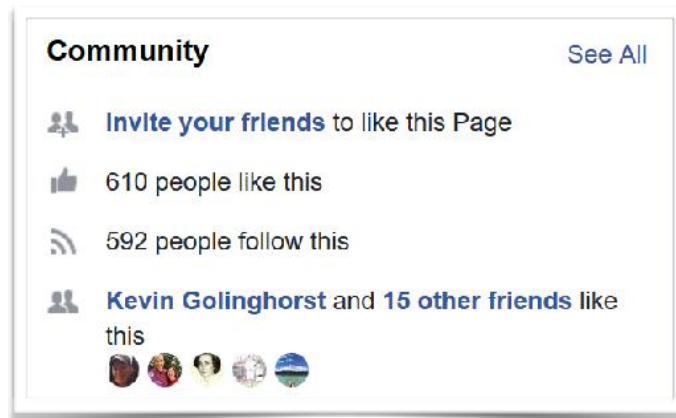 Community
See All
Invite your friends to like this Page
610 people like this
592 people follow this
Kevin Golinghorst and 15 other friends like
this